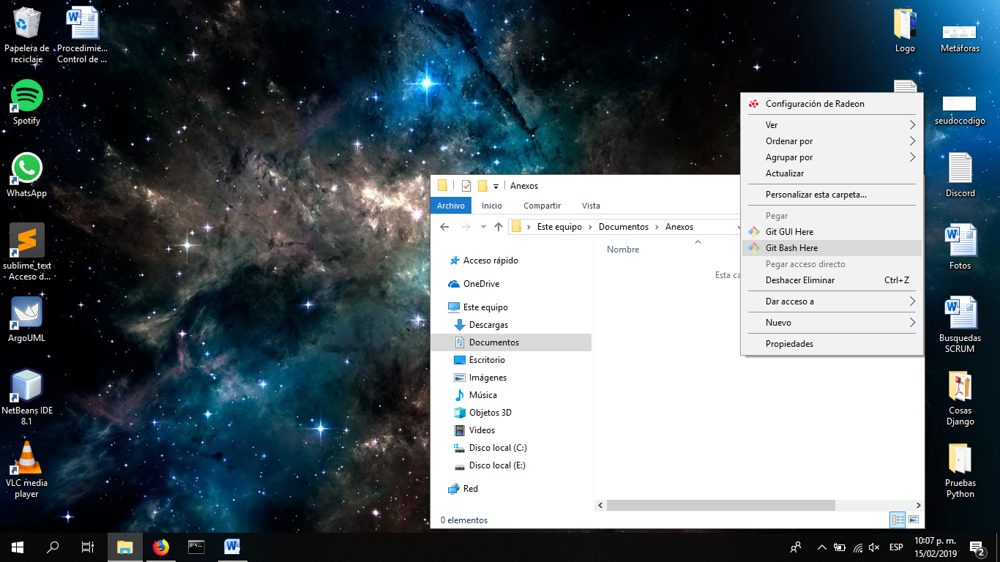 Papelera de
reciclaje
Procedimie...
Control de ...
Spotify
WhatsApp
sublime_text
- Acceso d...
ArgoUML
NetBeans IDE
8.1
VLC media
player
Logo
Metáforas
seudocodigo
Discord
Fotos
Busquedas
SCRUM
Cosas
Django
Pruebas
Python
Anexos
Archivo
Inicio
Compartir
Vista
Este equipo
Documentos
Anexos
Nombre
Esta ca
Acceso rápido
OneDrive
Este equipo
Descargas
Documentos
Escritorio
Imágenes
Música
Objetos 3D
Videos
Disco local (C:)
Disco local (E:)
Red
0 elementos
Configuración de Radeon
Ver
Ordenar por
Agrupar por
Actualizar
Personalizar esta carpeta...
Pegar
Git GUI Here
Git Bash Here
Pegar acceso directo
Deshacer Eliminar Ctrl+Z
Dar acceso a
Nuevo
Propiedades
ESP
10:07 p. m.
15/02/2019
2